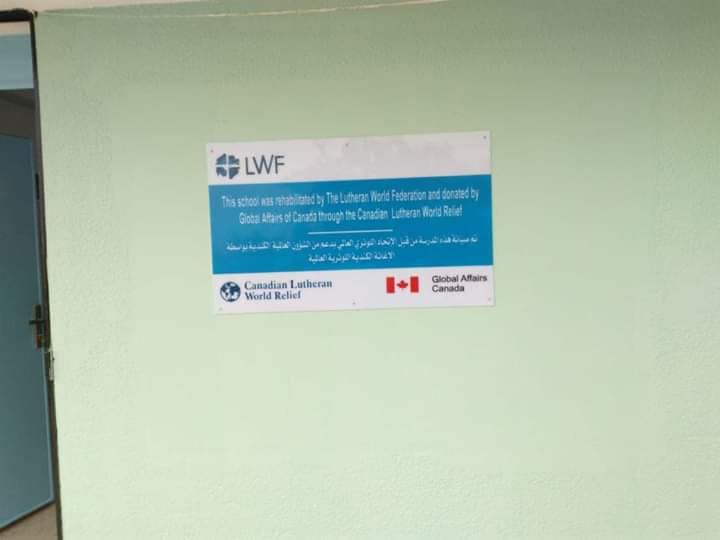 LWF
This school was rehabilitated by The Lutheran World Federation and donated by
Global Affairs of Canada through the Canadian Lutheran World Relief
تم صيانة هذه المدرسة من قبل الاتحاد اللوثري العالمي بدعم من الشؤون العالمية الكندية بواسطة
الاغاثة الكندية اللوثرية العالمية
Canadian Lutheran
World Relief
Global Affairs
Canada